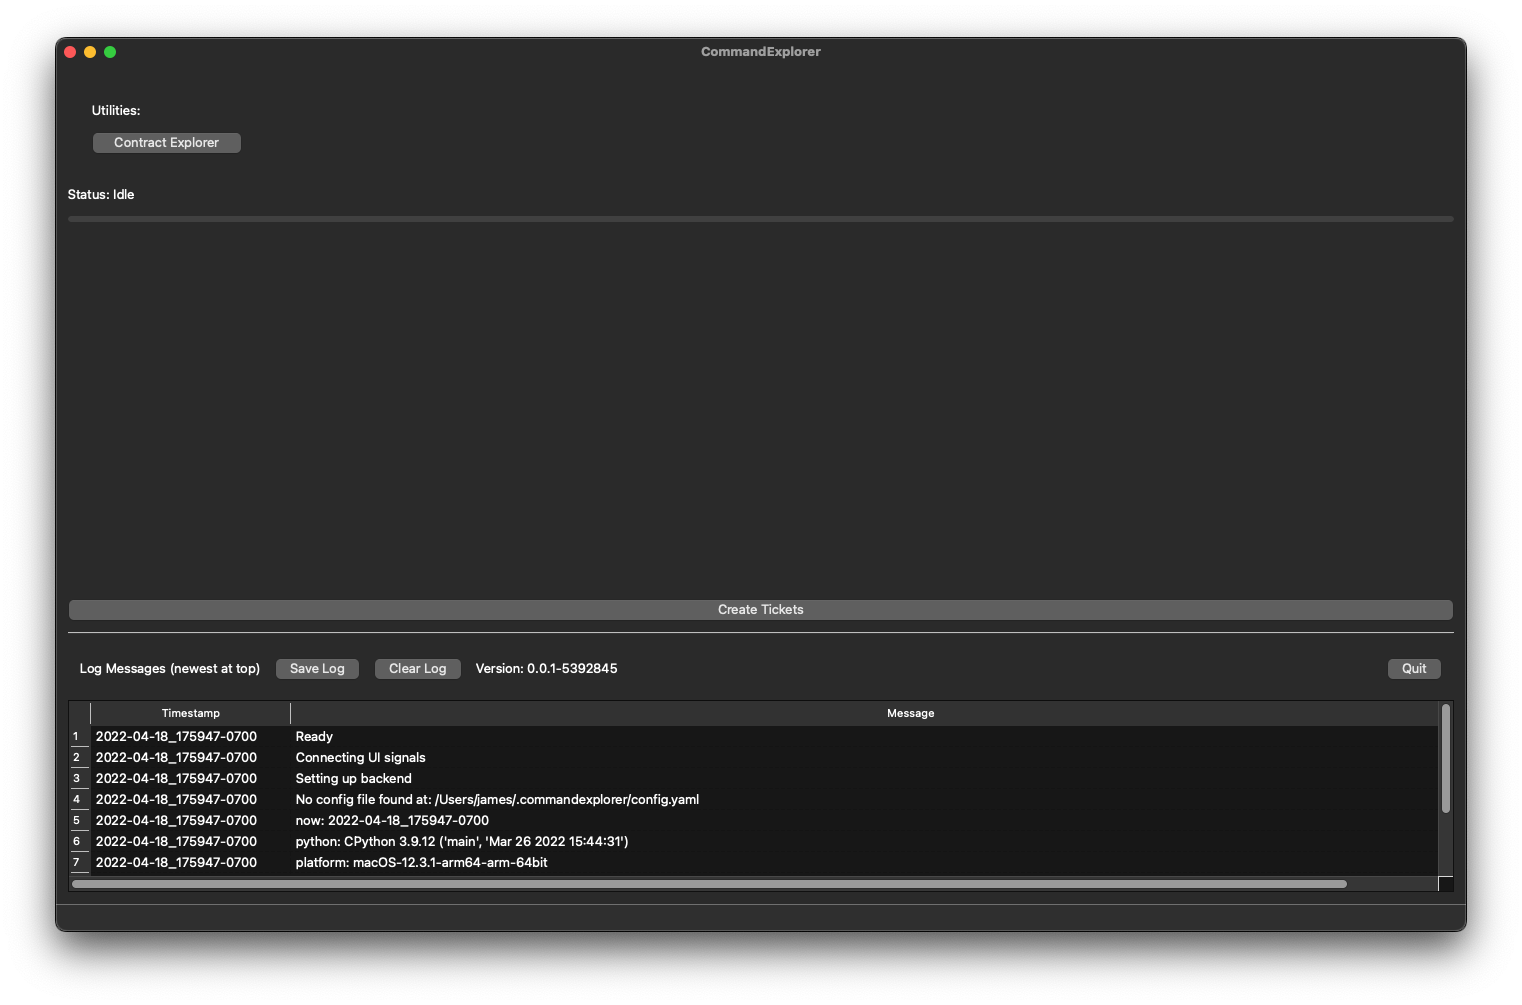 CommandExplorer
Utilities:
Contract Explorer
Status: Idle
Create Tickets
Log Messages (newest at top) Save Log Clear Log Version: 0.0.1-5392845 Quit
Timestamp Message
1 2022-04-18_175947-0700 Ready
2 2022-04-18_175947-0700 Connecting UI signals
3 2022-04-18_175947-0700 Setting up backend
4 2022-04-18_175947-0700 No config file found at: /Users/james/.commandexplorer/config.yaml
5 2022-04-18_175947-0700 now: 2022-04-18_175947-0700
6 2022-04-18_175947-0700 python: CPython 3.9.12 ('main', 'Mar 26 2022 15:44:31')
7 2022-04-18_175947-0700 platform: macOS-12.3.1-arm64-arm-64bit